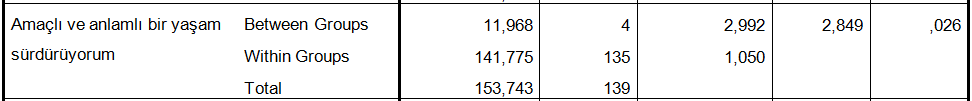 Amaçlı ve anlamlı bir yaşam Between Groups 11,968 4 2,992 2,849 ,026
sürdürüyorum Within Groups 141,775 135 1,050
Total 153,743 139